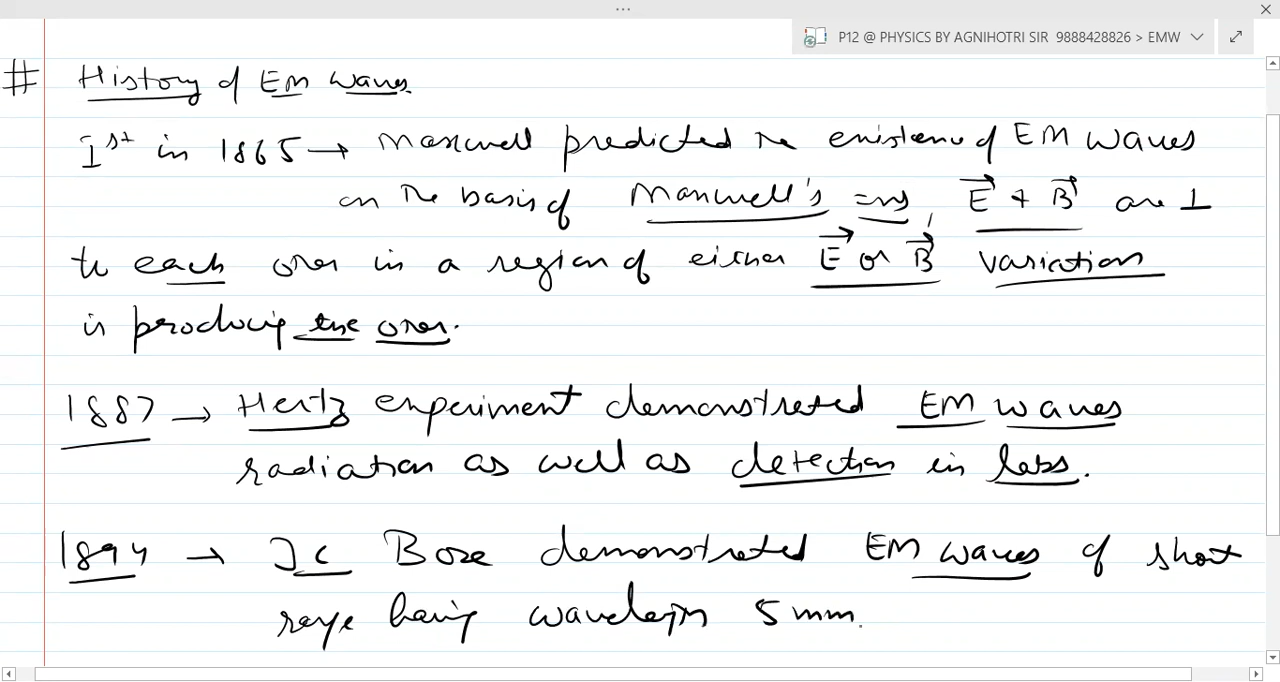 P12 @ PHYSICS BY AGNIHOTRI SIR 9888428826 > EMW
# History of EM Waves.
Ist in 1865 → Maxwell predicted the existence of EM waves
on the basis of Maxwell's =ns, E⃗ + B⃗ are ⊥
to each other in a region of either E⃗ or B⃗ variation
is producing the other.
1887 → Hertz experiment demonstrated EM waves
radiation as well as detection in labs.
1894 → JC Bose demonstrated EM waves of short
range having wavelength 5 mm.